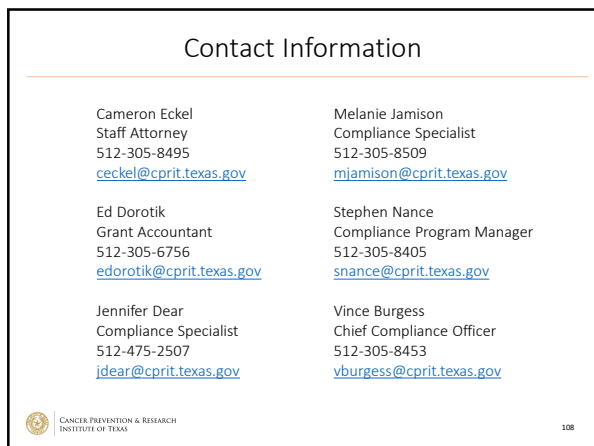 Contact Information
Cameron Eckel
Staff Attorney
512-305-8495
ceckel@cprit.texas.gov
Ed Dorotik
Grant Accountant
512-305-6756
edorotik@cprit.texas.gov
Jennifer Dear
Compliance Specialist
512-475-2507
jdear@cprit.texas.gov
Melanie Jamison
Compliance Specialist
512-305-8509
mjamison@cprit.texas.gov
Stephen Nance
Compliance Program Manager
512-305-8405
snance@cprit.texas.gov
Vince Burgess
Chief Compliance Officer
512-305-8453
vburgess@cprit.texas.gov
CANCER PREVENTION & RESEARCH
INSTITUTE OF TEXAS
108